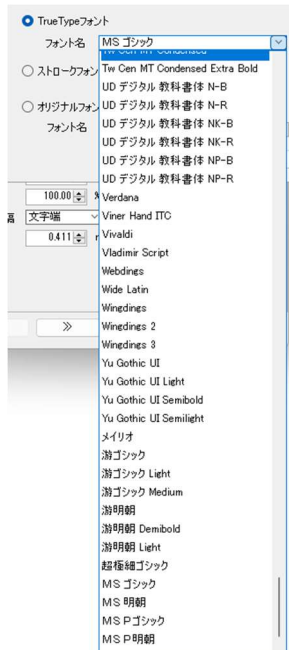 TrueTypeフォント
フォント名 MS ゴシック
Tw Cen MT Condensed
ストロークフォン Tw Cen MT Condensed Extra Bold
UD デジタル 教科書体 N-B
オリジナルフォン UD デジタル 教科書体 N-R
フォント名 UD デジタル 教科書体 NK-B
UD デジタル 教科書体 NK-R
UD デジタル 教科書体 NP-B
UD デジタル 教科書体 NP-R
100.00 % Verdana
幅 文字端 Viner Hand ITC
0.411 Vivaldi
Vladimir Script
Webdings
Wide Latin
Wingdings
» Wingdings 2
Wingdings 3
Yu Gothic UI
Yu Gothic UI Light
Yu Gothic UI Semibold
Yu Gothic UI Semilight
メイリオ
游ゴシック
游ゴシック Light
游ゴシック Medium
游明朝
游明朝 Demibold
游明朝 Light
超極細ゴシック
MS ゴシック
MS 明朝
MS Pゴシック
MS P明朝